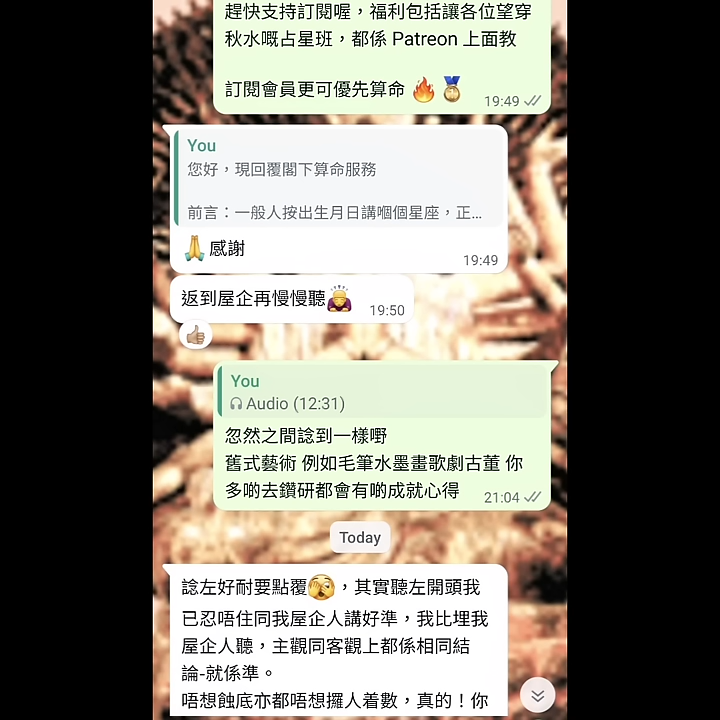 趕快支持訂閱喔，福利包括讓各位望穿
秋水嘅占星班，都係 Patreon 上面教
訂閱會員更可優先算命🔥🏅
19:49
You
您好，現回覆閣下算命服務
前言：一般人按出生月日講嗰個星座，正...
🙏感謝
19:49
返到屋企再慢慢聽🙇
19:50
You
Audio (12:31)
忽然之間諗到一樣嘢
舊式藝術 例如毛筆水墨畫歌劇古董 你
多啲去鑽研都會有啲成就心得
21:04
Today
諗左好耐要點覆🫣，其實聽左開頭我
已忍唔住同我屋企人講好準，我比埋我
屋企人聽，主觀同客觀上都係相同結
論-就係準。
唔想蝕底亦都唔想攞人着數，真的！你